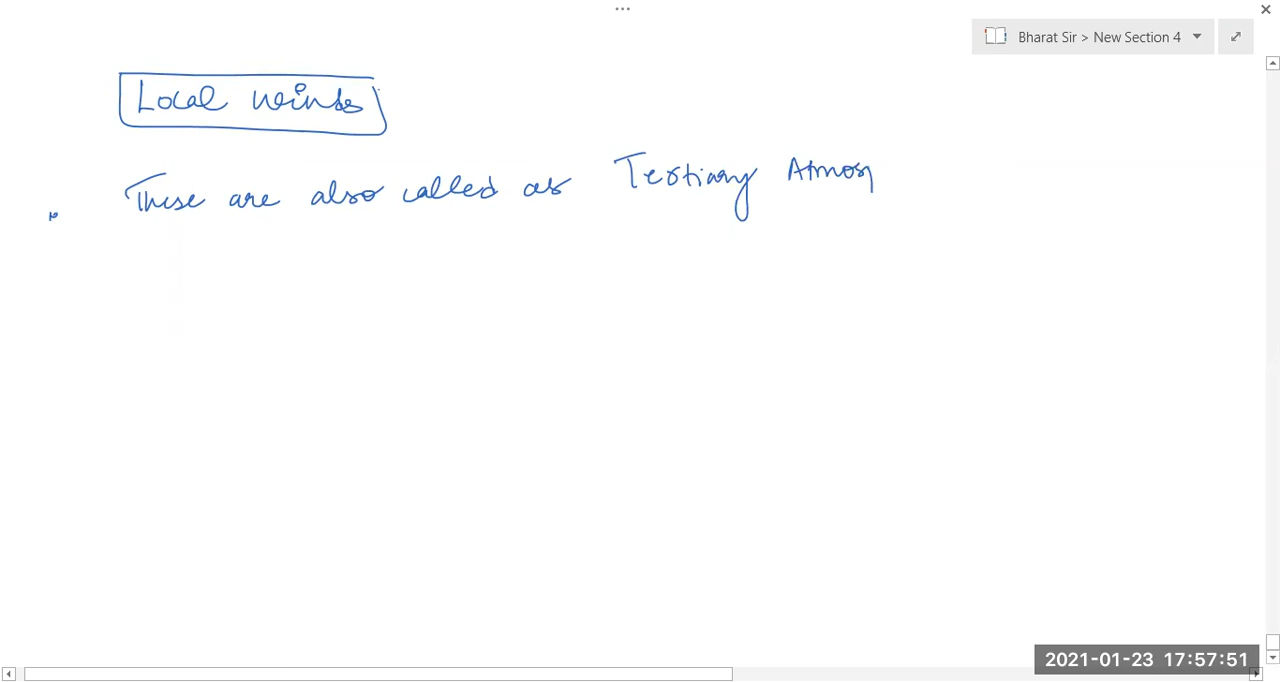 Bharat Sir > New Section 4
Local winds
These are also called as Tertiary Atmosp
2021-01-23 17:57:51